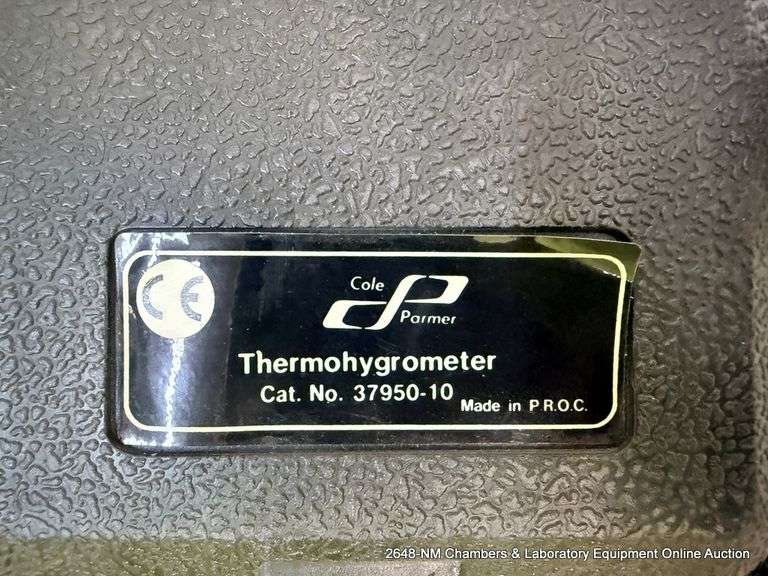 CE
Cole
Parmer
Thermohygrometer
Cat. No. 37950-10
Made in P.R.O.C.
2648-NM Chambers & Laboratory Equipment Online Auction